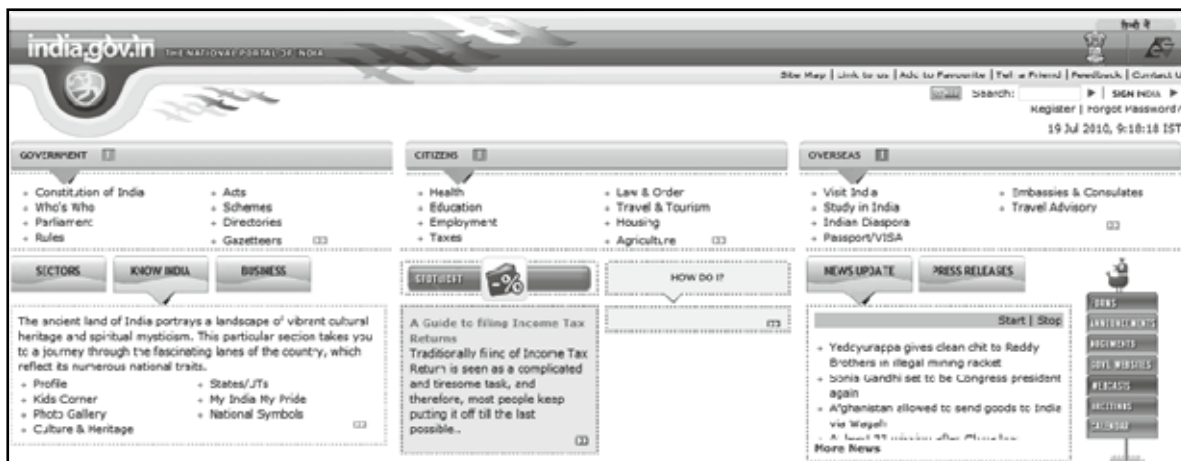 हिन्दी में
india.gov.in THE NATIONAL PORTAL OF INDIA
Site Map | Link to us | Add to Favourite | Tell a Friend | Feedback | Contact U
Search: SIGN INDIA
Register | Forgot Password?
19 Jul 2010, 9:18:18 IST
GOVERNMENT
Constitution of India
Who's Who
Parliament
Rules
Acts
Schemes
Directories
Gazetteers
CITIZENS
Health
Education
Employment
Taxes
Law & Order
Travel & Tourism
Housing
Agriculture
OVERSEAS
Visit India
Study in India
Indian Diaspora
Passport/VISA
Embassies & Consulates
Travel Advisory
SECTORS
KNOW INDIA
BUSINESS
The ancient land of India portrays a landscape of vibrant cultural
heritage and spiritual mysticism. This particular section takes you
to a journey through the fascinating lanes of the country, which
reflect its numerous national traits.
Profile
Kids Corner
Photo Gallery
Culture & Heritage
States/UTs
My India My Pride
National Symbols
SPOTLIGHT
A Guide to filing Income Tax
Returns
Traditionally filing of Income Tax
Return is seen as a complicated
and tiresome task, and
therefore, most people keep
putting it off till the last
possible..
HOW DO I?
NEWS UPDATE
PRESS RELEASES
Start | Stop
Yedcyurappa gives clean chit to Reddy
Brothers in illegal mining racket
Sonia Gandhi set to be Congress president
again
Afghanistan allowed to send goods to India
via Wagah
More News
FORMS
ANNOUNCEMENTS
DOCUMENTS
GOVT. WEBSITES
WEBCASTS
GREETINGS
CALENDAR